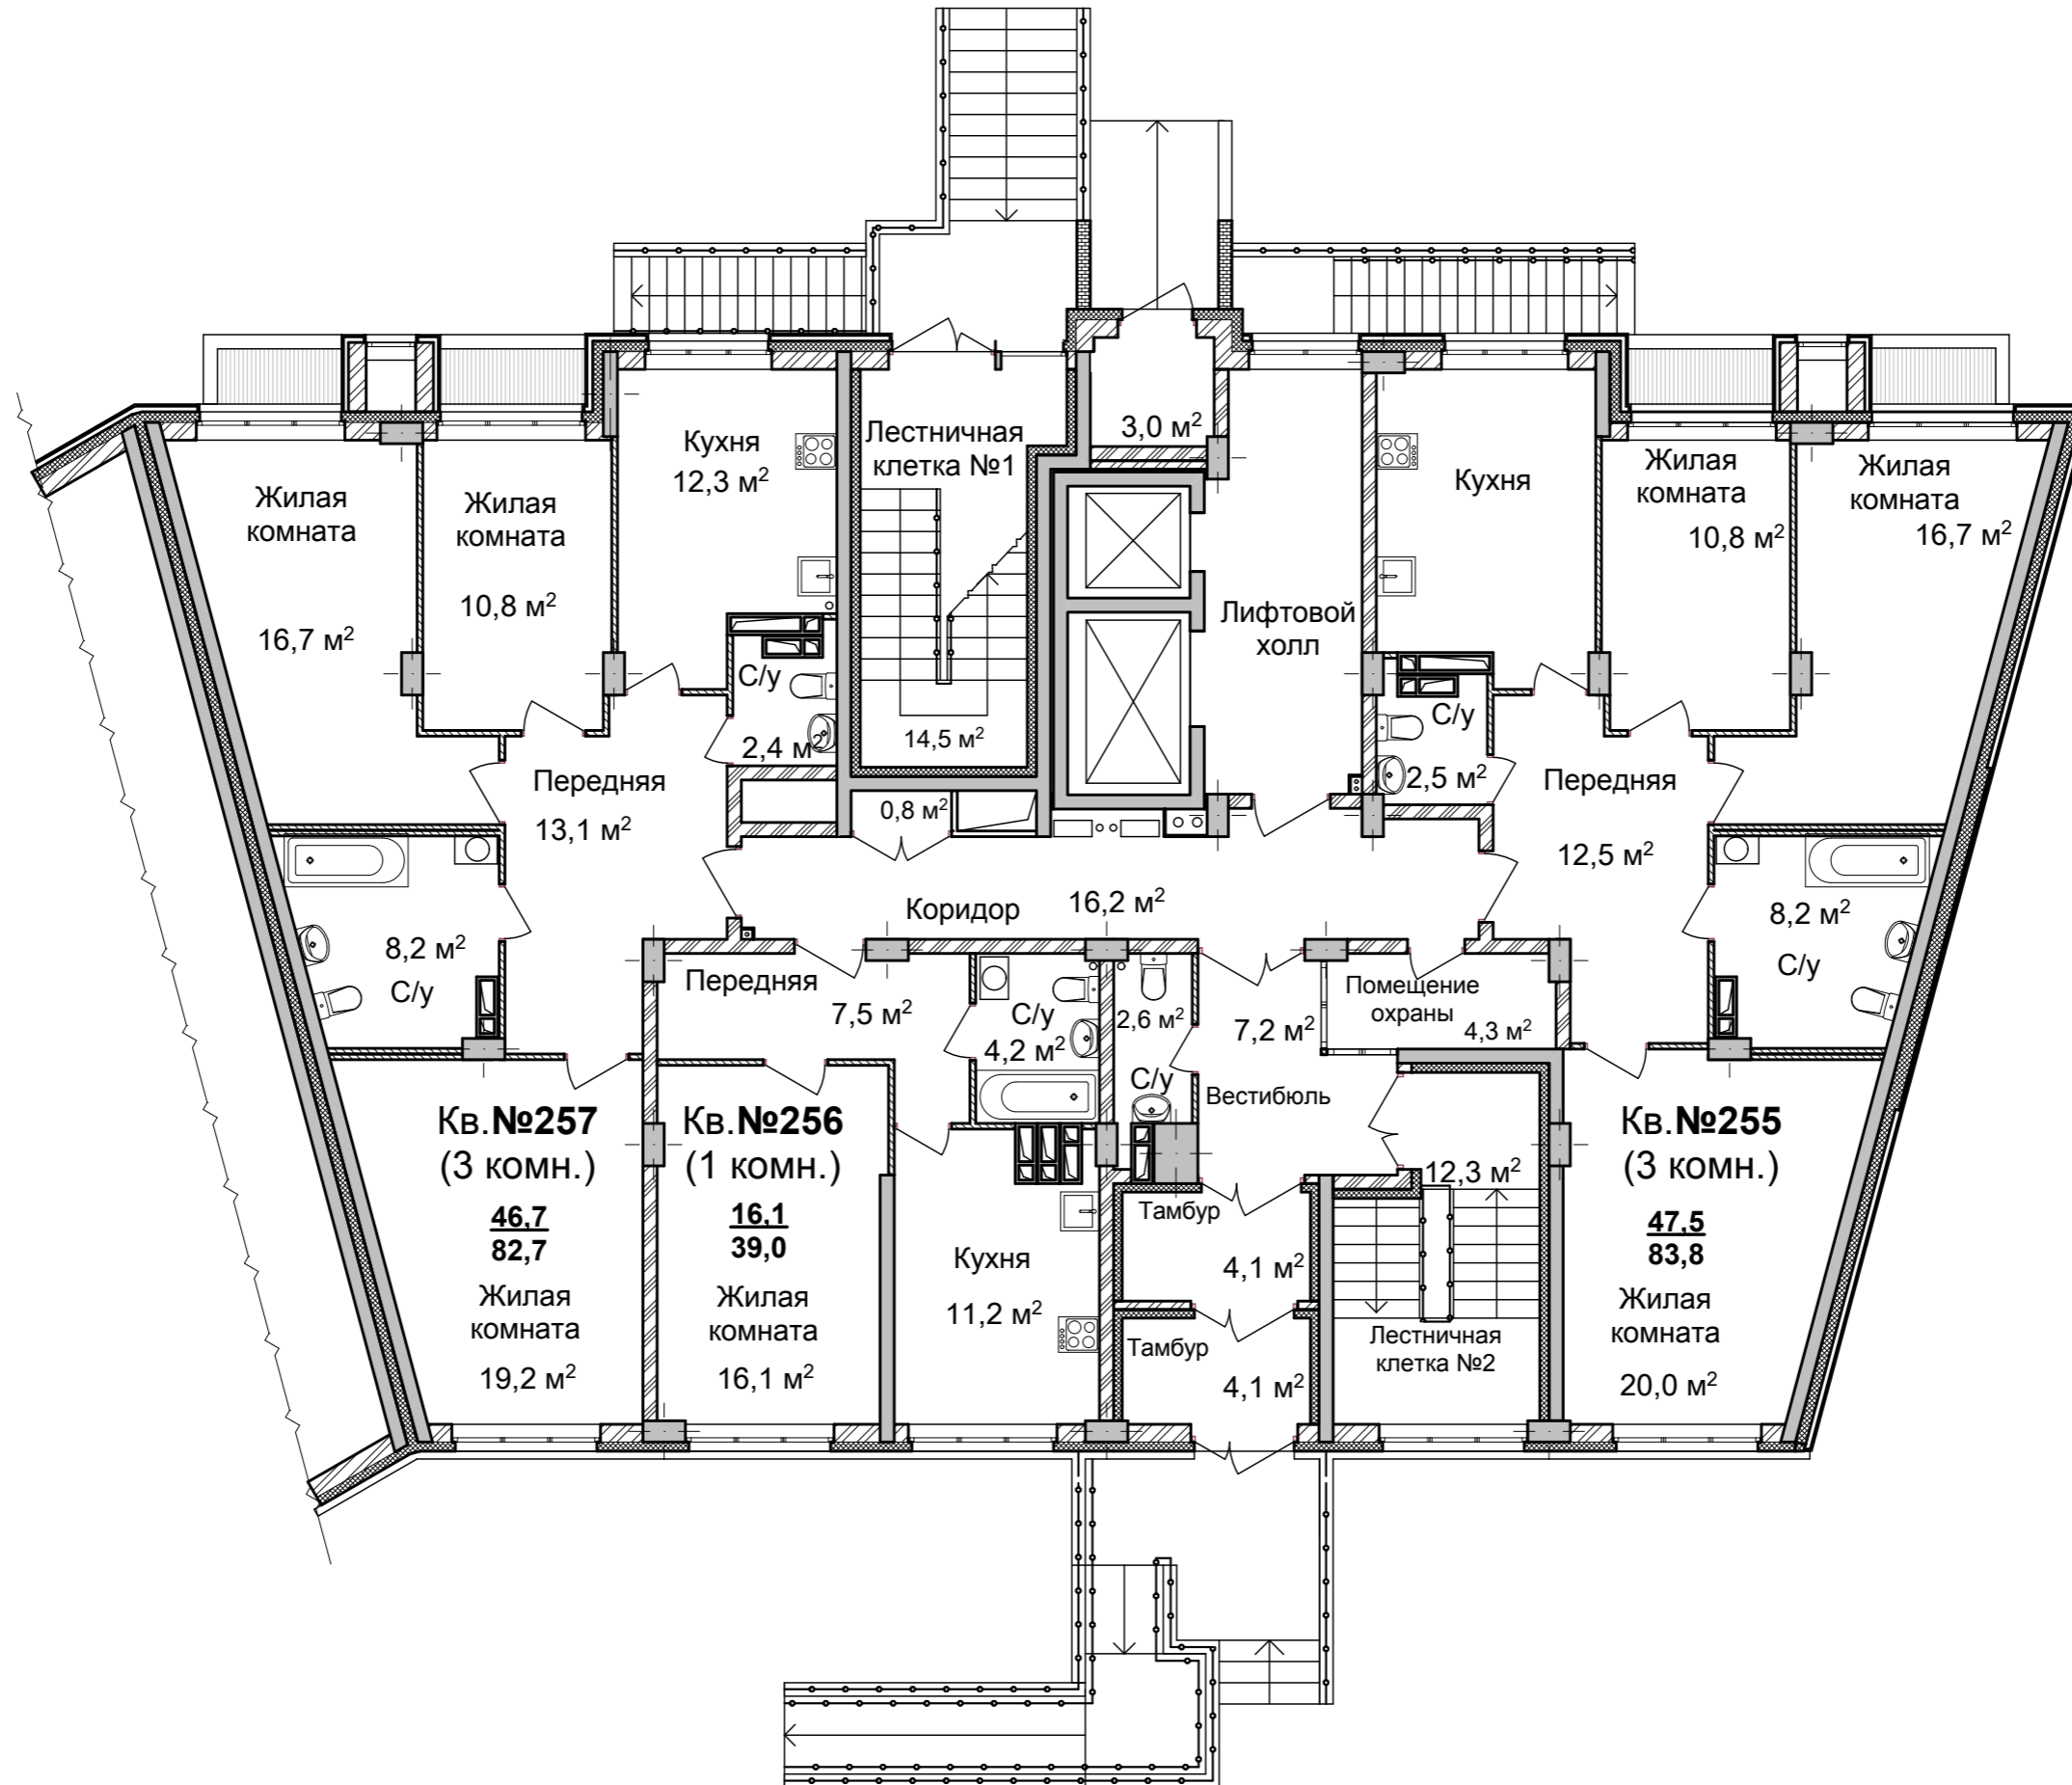 Жилая
комната
16,7 м²
Жилая
комната
10,8 м²
Кухня
12,3 м²
Лестничная
клетка №1
14,5 м²
3,0 м²
Лифтовой
холл
Кухня
Жилая
комната
10,8 м²
Жилая
комната
16,7 м²
С/у
2,4 м²
С/у
2,5 м²
Передняя
13,1 м²
0,8 м²
Передняя
12,5 м²
8,2 м²
С/у
Коридор
16,2 м²
8,2 м²
С/у
Передняя
7,5 м²
С/у
4,2 м²
2,6 м²
С/у
7,2 м²
Вестибюль
Помещение
охраны
4,3 м²
Кв.№257
(3 комн.)
46,7
82,7
Жилая
комната
19,2 м²
Кв.№256
(1 комн.)
16,1
39,0
Жилая
комната
16,1 м²
Кухня
11,2 м²
Тамбур
4,1 м²
Тамбур
4,1 м²
12,3 м²
Лестничная
клетка №2
Кв.№255
(3 комн.)
47,5
83,8
Жилая
комната
20,0 м²